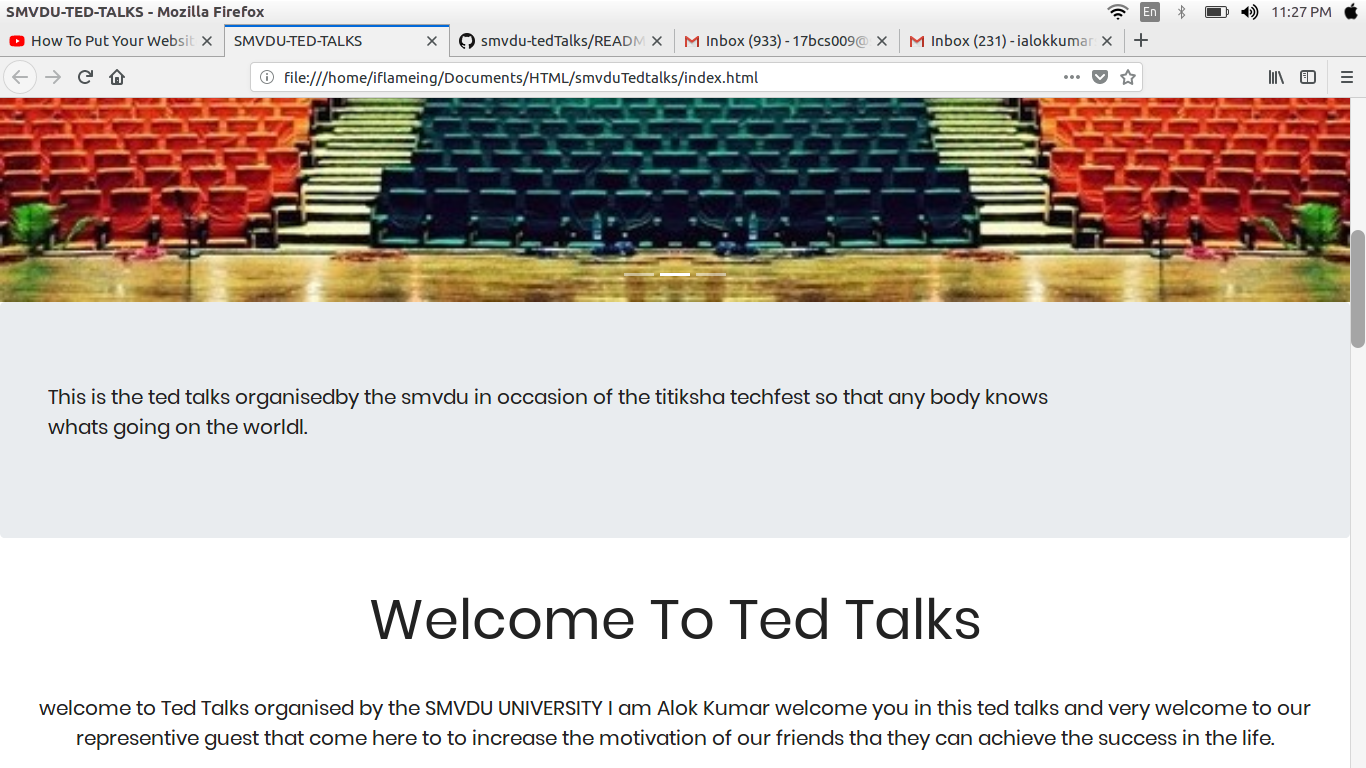 SMVDU-TED-TALKS - Mozilla Firefox
En
11:27 PM
How To Put Your Websit
SMVDU-TED-TALKS
smvdu-tedTalks/READM
Inbox (933) - 17bcs009@
Inbox (231) - ialokkumar
file:///home/iflameing/Documents/HTML/smvduTedtalks/index.html
This is the ted talks organisedby the smvdu in occasion of the titiksha techfest so that any body knows
whats going on the worldl.
Welcome To Ted Talks
welcome to Ted Talks organised by the SMVDU UNIVERSITY I am Alok Kumar welcome you in this ted talks and very welcome to our
representive guest that come here to to increase the motivation of our friends tha they can achieve the success in the life.